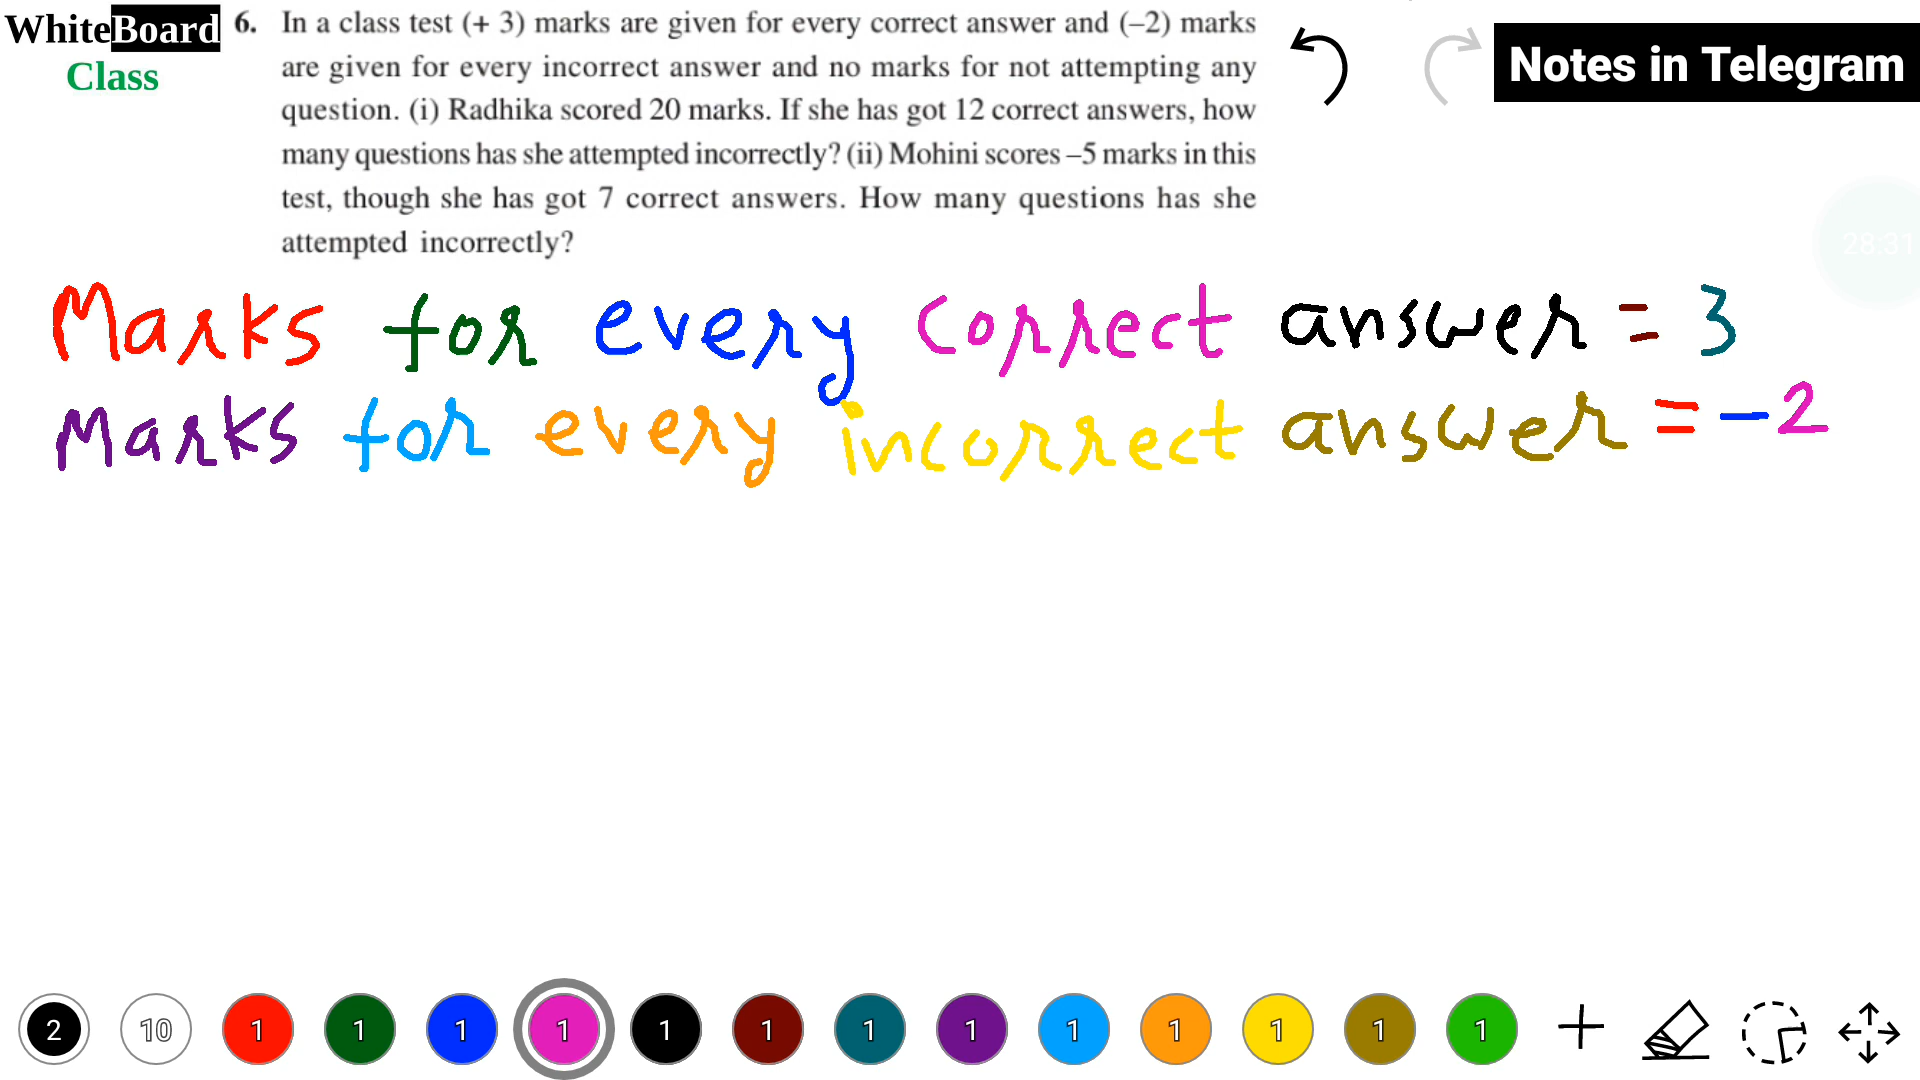 WhiteBoard
Class
6. In a class test (+ 3) marks are given for every correct answer and (–2) marks
are given for every incorrect answer and no marks for not attempting any
question. (i) Radhika scored 20 marks. If she has got 12 correct answers, how
many questions has she attempted incorrectly? (ii) Mohini scores –5 marks in this
test, though she has got 7 correct answers. How many questions has she
attempted incorrectly?
Notes in Telegram
28:31
Marks for every correct answer = 3
Marks for every incorrect answer = -2
2 10 1 1 1 1 1 1 1 1 1 1 1 1 1